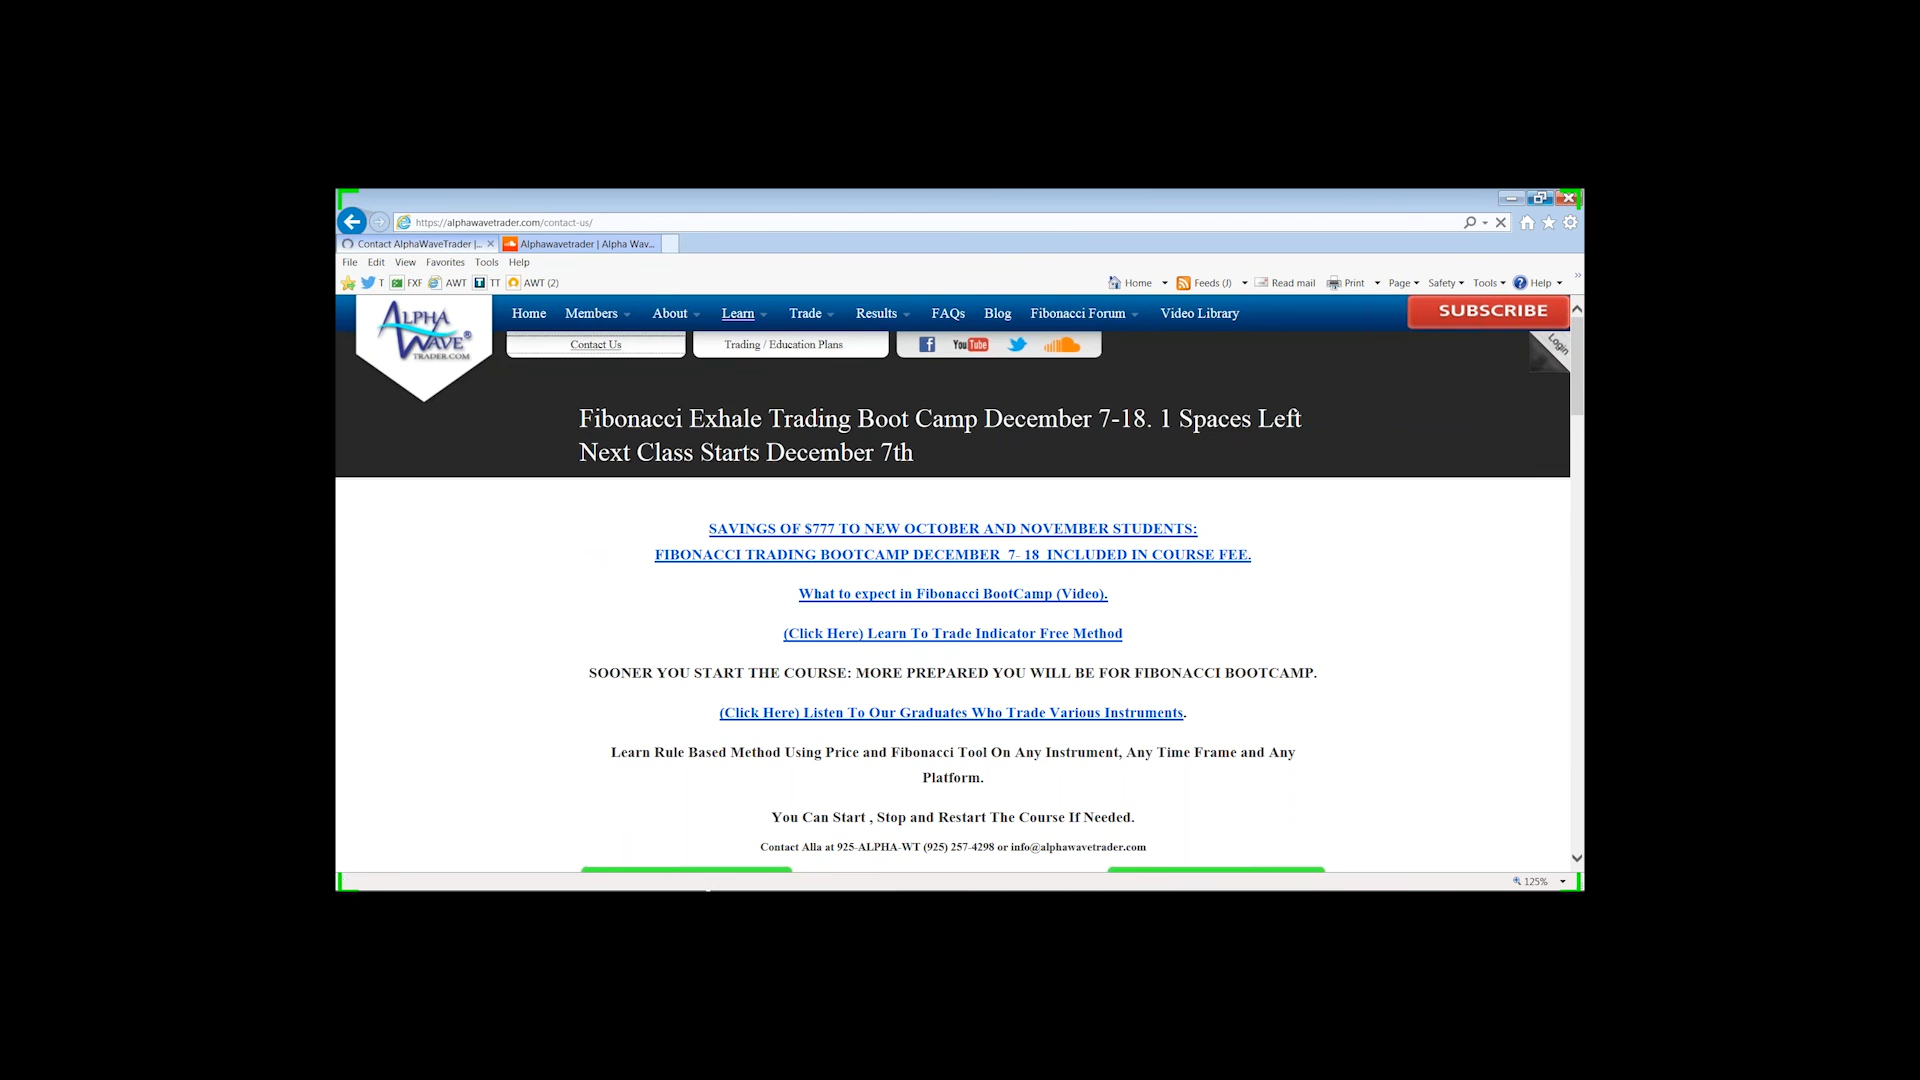 https://alphawavetrader.com/contact-us/
Contact AlphaWaveTrader |... Alphawavetrader | Alpha Wav...
File Edit View Favorites Tools Help
T FXF AWT TT AWT (2) Home Feeds (J) Read mail Print Page Safety Tools Help
ALPHA WAVE® TRADER.COM
Home Members About Learn Trade Results FAQs Blog Fibonacci Forum Video Library SUBSCRIBE
Contact Us Trading / Education Plans YouTube Login
Fibonacci Exhale Trading Boot Camp December 7-18. 1 Spaces Left
Next Class Starts December 7th
SAVINGS OF $777 TO NEW OCTOBER AND NOVEMBER STUDENTS:
FIBONACCI TRADING BOOTCAMP DECEMBER 7- 18 INCLUDED IN COURSE FEE.
What to expect in Fibonacci BootCamp (Video).
(Click Here) Learn To Trade Indicator Free Method
SOONER YOU START THE COURSE: MORE PREPARED YOU WILL BE FOR FIBONACCI BOOTCAMP.
(Click Here) Listen To Our Graduates Who Trade Various Instruments.
Learn Rule Based Method Using Price and Fibonacci Tool On Any Instrument, Any Time Frame and Any
Platform.
You Can Start , Stop and Restart The Course If Needed.
Contact Alla at 925-ALPHA-WT (925) 257-4298 or info@alphawavetrader.com
125%